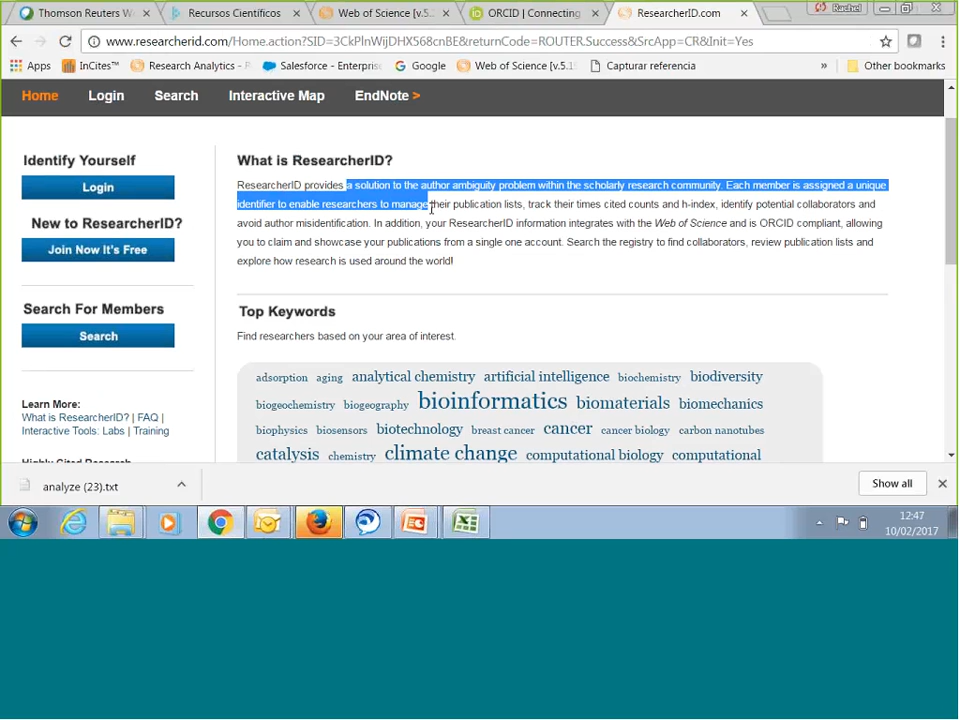 Thomson Reuters W
Recursos Científicos
Web of Science [v.5...
ORCID | Connecting
ResearcherID.com
Rachel
www.researcherid.com/Home.action?SID=3CkPlnWijDHX568cnBE&returnCode=ROUTER.Success&SrcApp=CR&Init=Yes
Apps
InCites™
Research Analytics -
Salesforce - Enterpris
Google
Web of Science [v.5.1
Capturar referencia
»
Other bookmarks
Home
Login
Search
Interactive Map
EndNote >
Identify Yourself
Login
New to ResearcherID?
Join Now It's Free
Search For Members
Search
Learn More:
What is ResearcherID? | FAQ |
Interactive Tools: Labs | Training
Highly Cited Research
What is ResearcherID?
ResearcherID provides a solution to the author ambiguity problem within the scholarly research community. Each member is assigned a unique
identifier to enable researchers to manage their publication lists, track their times cited counts and h-index, identify potential collaborators and
avoid author misidentification. In addition, your ResearcherID information integrates with the Web of Science and is ORCID compliant, allowing
you to claim and showcase your publications from a single one account. Search the registry to find collaborators, review publication lists and
explore how research is used around the world!
Top Keywords
Find researchers based on your area of interest.
adsorption aging analytical chemistry artificial intelligence biochemistry biodiversity
biogeochemistry biogeography bioinformatics biomaterials biomechanics
biophysics biosensors biotechnology breast cancer cancer cancer biology carbon nanotubes
catalysis chemistry climate change computational biology computational
analyze (23).txt
Show all
12:47
10/02/2017